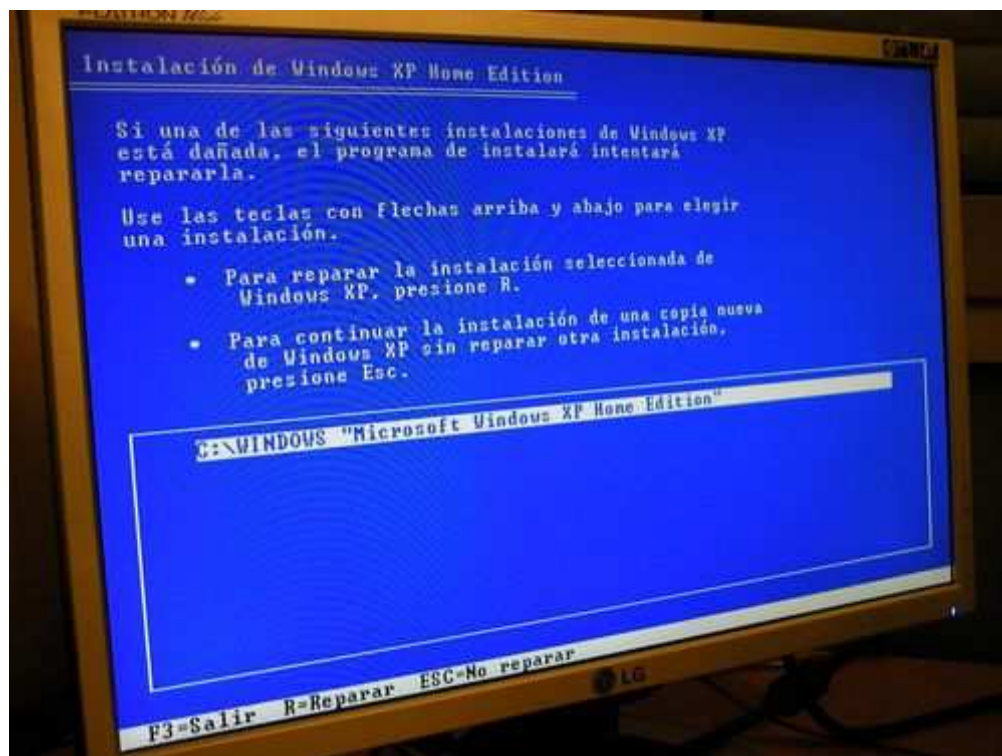 Instalación de Windows XP Home Edition
Si una de las siguientes instalaciones de Windows XP
está dañada, el programa de instalará intentará
repararla.
Use las teclas con flechas arriba y abajo para elegir
una instalación.
• Para reparar la instalación seleccionada de
Windows XP, presione R.
• Para continuar la instalación de una copia nueva
de Windows XP sin reparar otra instalación,
presione Esc.
C:\WINDOWS "Microsoft Windows XP Home Edition"
F3=Salir R=Reparar ESC=No reparar
LG